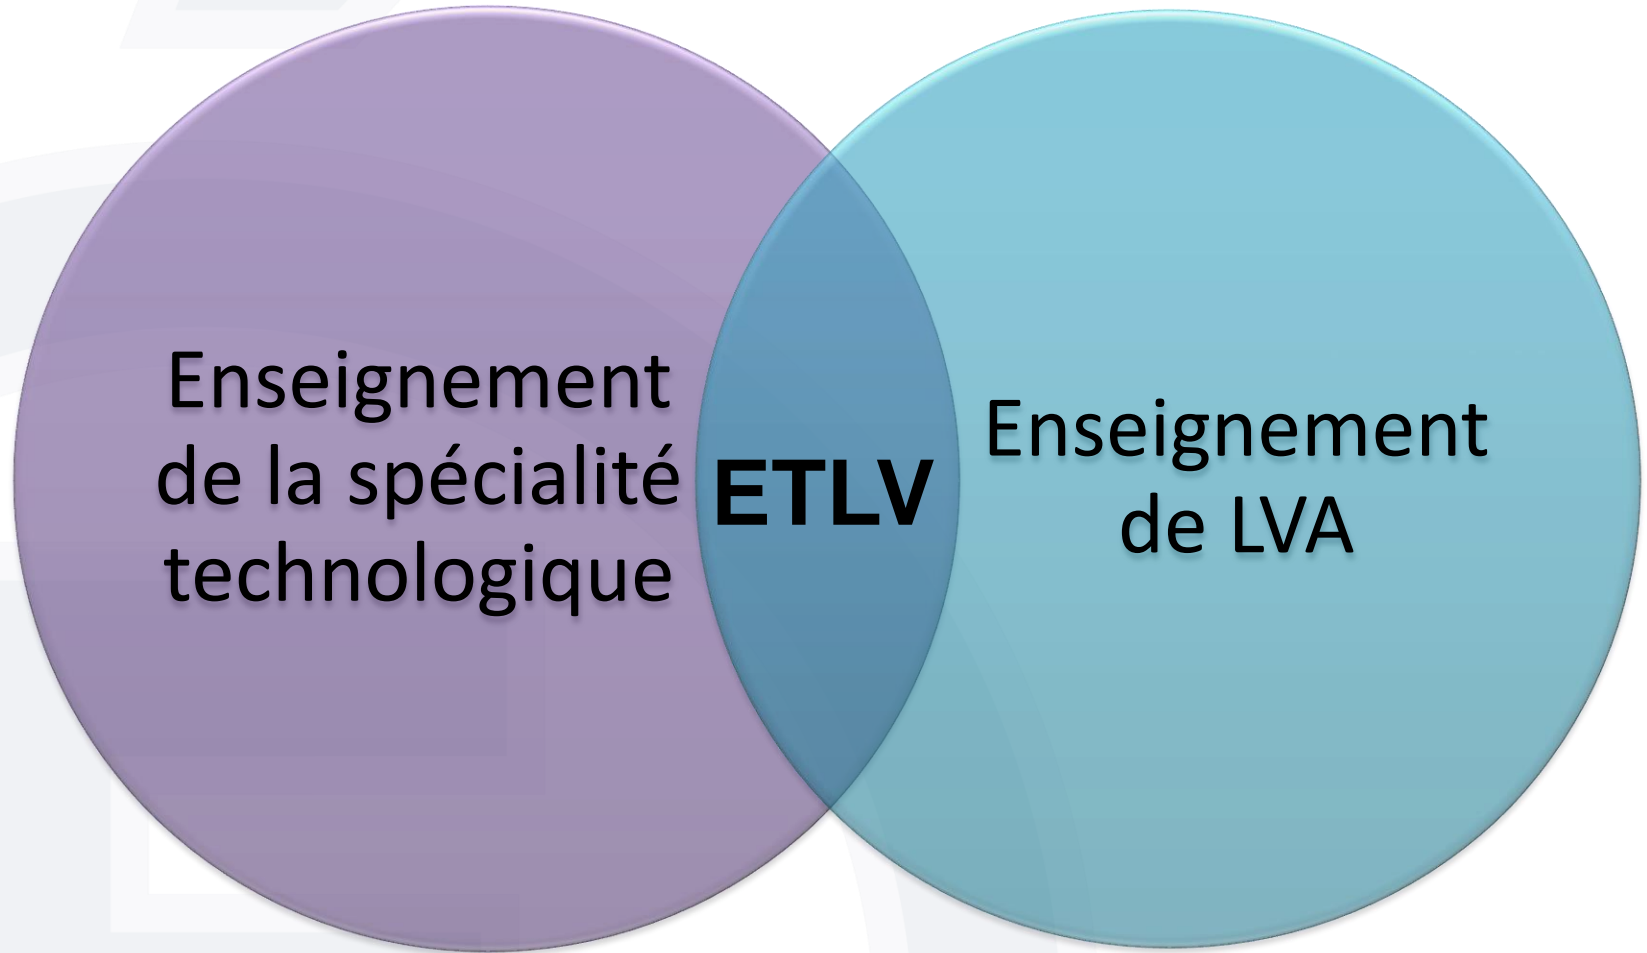 Enseignement
de la spécialité
technologique
ETLV
Enseignement
de LVA